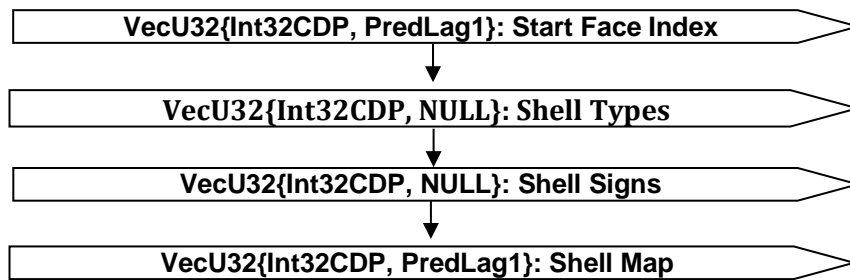 VecU32{Int32CDP, PredLag1}: Start Face Index
VecU32{Int32CDP, NULL}: Shell Types
VecU32{Int32CDP, NULL}: Shell Signs
VecU32{Int32CDP, PredLag1}: Shell Map